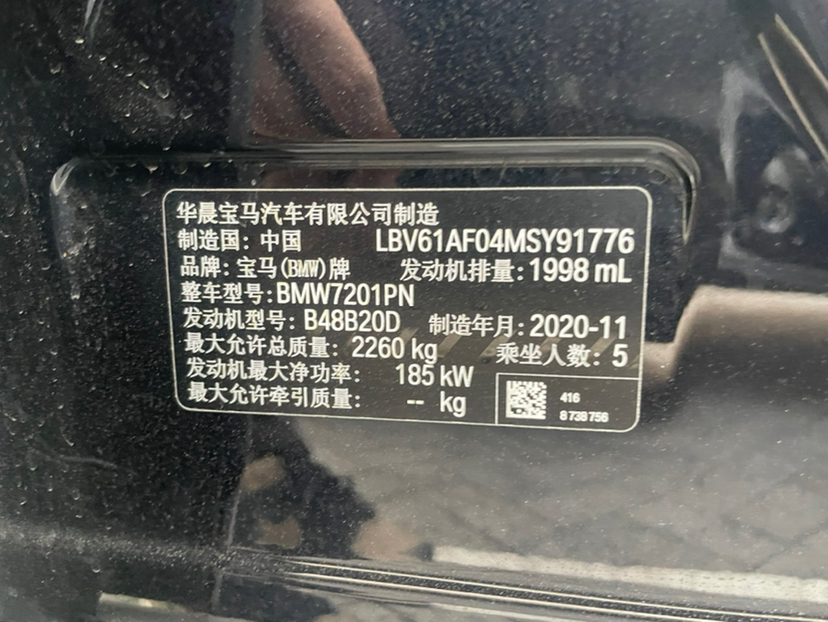 华晨宝马汽车有限公司制造
制造国: 中国 LBV61AF04MSY91776
品牌: 宝马(BMW)牌 发动机排量: 1998 mL
整车型号: BMW7201PN
发动机型号: B48B20D 制造年月: 2020-11
最大允许总质量: 2260 kg 乘坐人数: 5
发动机最大净功率: 185 kW
最大允许牵引质量: -- kg
416
8 738 756